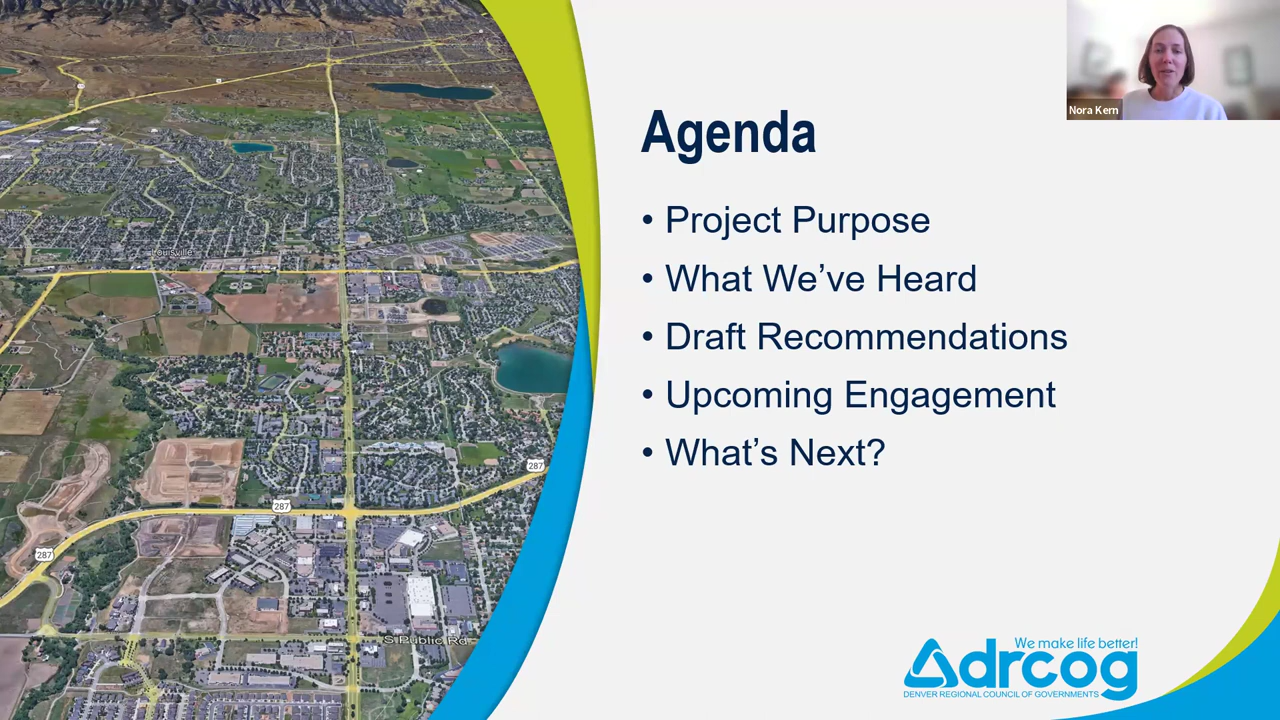 Nora Kern
Agenda
• Project Purpose
• What We’ve Heard
• Draft Recommendations
• Upcoming Engagement
• What’s Next?
Louisville
287
287
287
S Public Rd
We make life better!
drcog
DENVER REGIONAL COUNCIL OF GOVERNMENTS